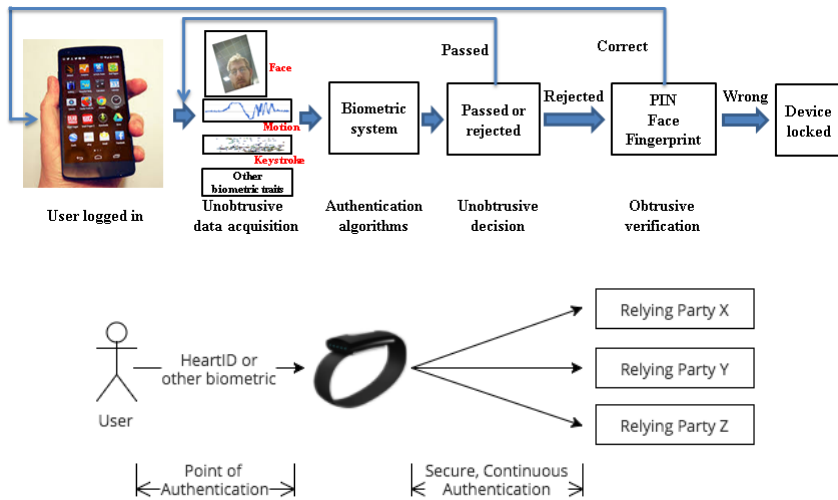 Passed
Correct
Face
Motion
Keystroke
Other
biometric traits
Biometric
system
Passed or
rejected
Rejected
PIN
Face
Fingerprint
Wrong
Device
locked
User logged in
Unobtrusive
data acquisition
Authentication
algorithms
Unobtrusive
decision
Obtrusive
verification
User
HeartID or
other biometric
Relying Party X
Relying Party Y
Relying Party Z
Point of
Authentication
Secure, Continuous
Authentication